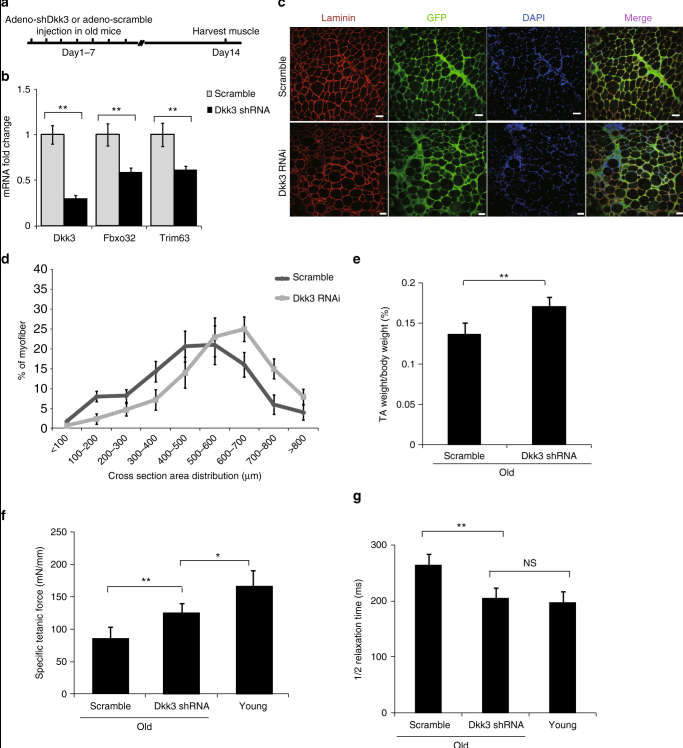 a
Adeno-shDkk3 or adeno-scramble
injection in old mice
Harvest muscle
Day1–7
Day14
b
Scramble
Dkk3 shRNA
mRNA fold change
1.5
1
0.5
0
**
**
**
Dkk3
Fbxo32
Trim63
c
Laminin
GFP
DAPI
Merge
Scramble
Dkk3 RNAi
d
% of myofiber
40
35
30
25
20
15
10
5
0
Scramble
Dkk3 RNAi
<100
100–200
200–300
300–400
400–500
500–600
600–700
700–800
>800
Cross section area distribution (μm)
e
TA weight/body weight (%)
0.2
0.15
0.1
0.05
0
**
Scramble
Dkk3 shRNA
Old
f
Specific tetanic force (mN/mm)
250
200
150
100
50
0
**
*
Scramble
Dkk3 shRNA
Young
Old
g
1/2 relaxation time (ms)
300
200
100
0
**
NS
Scramble
Dkk3 shRNA
Young
Old